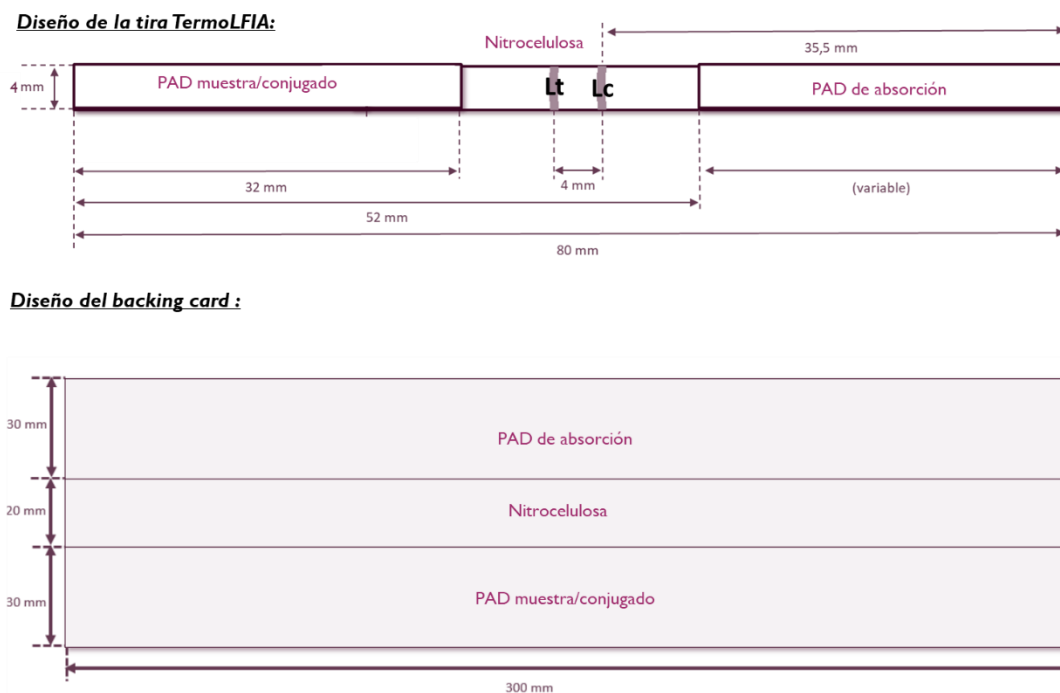 Diseño de la tira TermoLFIA:
Nitrocelulosa
35,5 mm
4 mm
PAD muestra/conjugado
Lt
Lc
PAD de absorción
32 mm
4 mm
(variable)
52 mm
80 mm
Diseño del backing card :
30 mm
PAD de absorción
20 mm
Nitrocelulosa
30 mm
PAD muestra/conjugado
300 mm